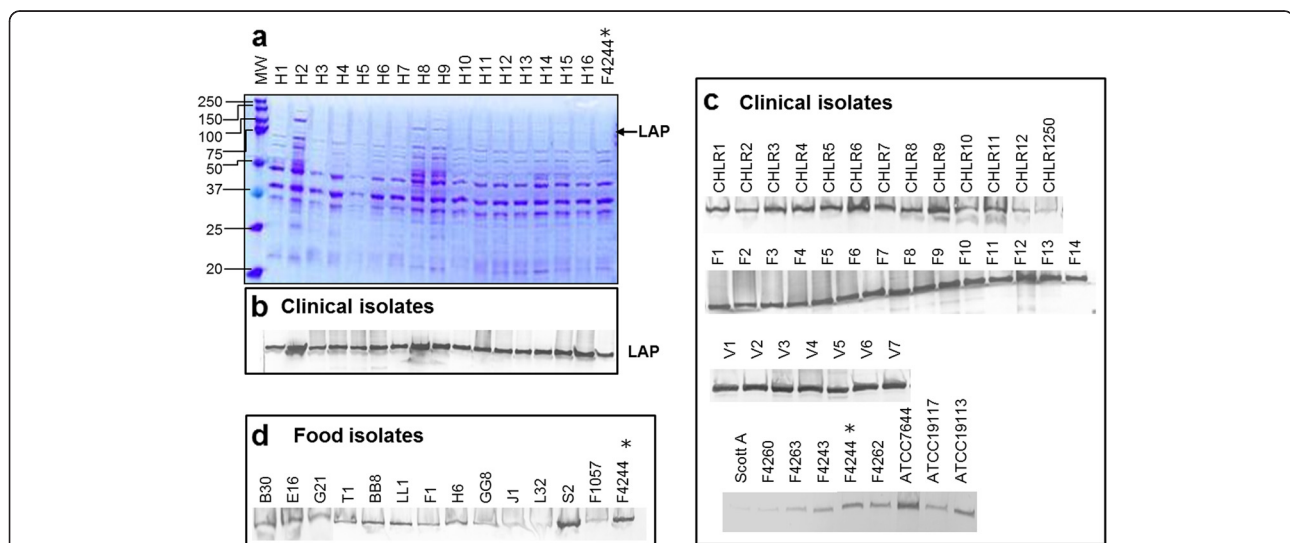 a
MW H1 H2 H3 H4 H5 H6 H7 H8 H9 H10 H11 H12 H13 H14 H15 H16 F4244*
250
150
100
75
50
37
25
20
LAP
b Clinical isolates
LAP
c Clinical isolates
CHLR1 CHLR2 CHLR3 CHLR4 CHLR5 CHLR6 CHLR7 CHLR8 CHLR9 CHLR10 CHLR11 CHLR12 CHLR1250
F1 F2 F3 F4 F5 F6 F7 F8 F9 F10 F11 F12 F13 F14
V1 V2 V3 V4 V5 V6 V7
Scott A F4260 F4263 F4243 F4244 * F4262 ATCC7644 ATCC19117 ATCC19113
d Food isolates
B30 E16 G21 T1 BB8 LL1 F1 H6 GG8 J1 L32 S2 F1057 F4244 *